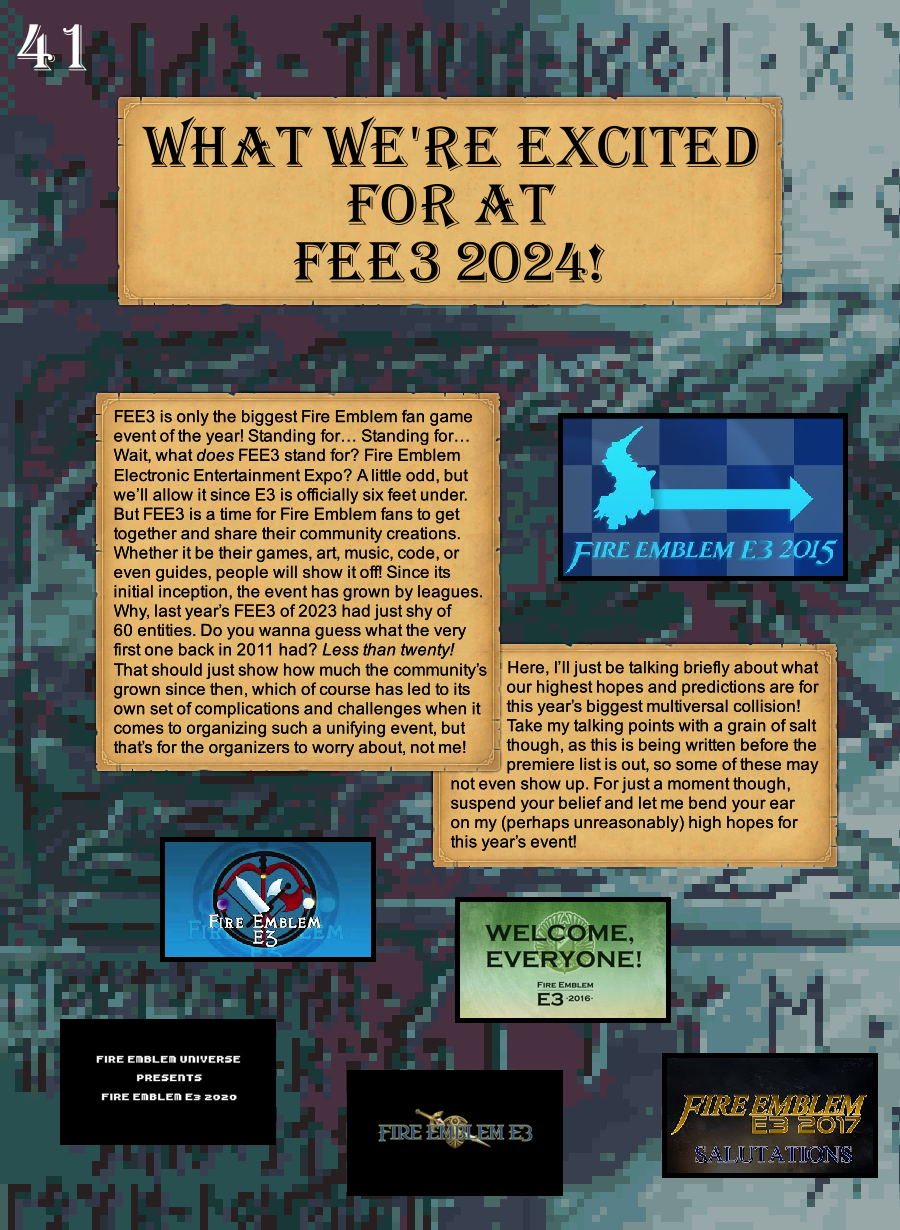 41
WHAT WE'RE EXCITED
FOR AT
FEE3 2024!
FEE3 is only the biggest Fire Emblem fan game
event of the year! Standing for… Standing for…
Wait, what does FEE3 stand for? Fire Emblem
Electronic Entertainment Expo? A little odd, but
we'll allow it since E3 is officially six feet under.
But FEE3 is a time for Fire Emblem fans to get
together and share their community creations.
Whether it be their games, art, music, code, or
even guides, people will show it off! Since its
initial inception, the event has grown by leagues.
Why, last year's FEE3 of 2023 had just shy of
60 entities. Do you wanna guess what the very
first one back in 2011 had? Less than twenty!
That should just show how much the community's
grown since then, which of course has led to its
own set of complications and challenges when it
comes to organizing such a unifying event, but
that's for the organizers to worry about, not me!
FIRE EMBLEM E3 2015
Here, I'll just be talking briefly about what
our highest hopes and predictions are for
this year's biggest multiversal collision!
Take my talking points with a grain of salt
though, as this is being written before the
premiere list is out, so some of these may
not even show up. For just a moment though,
suspend your belief and let me bend your ear
on my (perhaps unreasonably) high hopes for
this year's event!
FIRE EMBLEM
E3
WELCOME,
EVERYONE!
FIRE EMBLEM
E3 -2016-
FIRE EMBLEM UNIVERSE
PRESENTS
FIRE EMBLEM E3 2020
FIRE EMBLEM E3
FIRE EMBLEM
E3 2017
SALUTATIONS